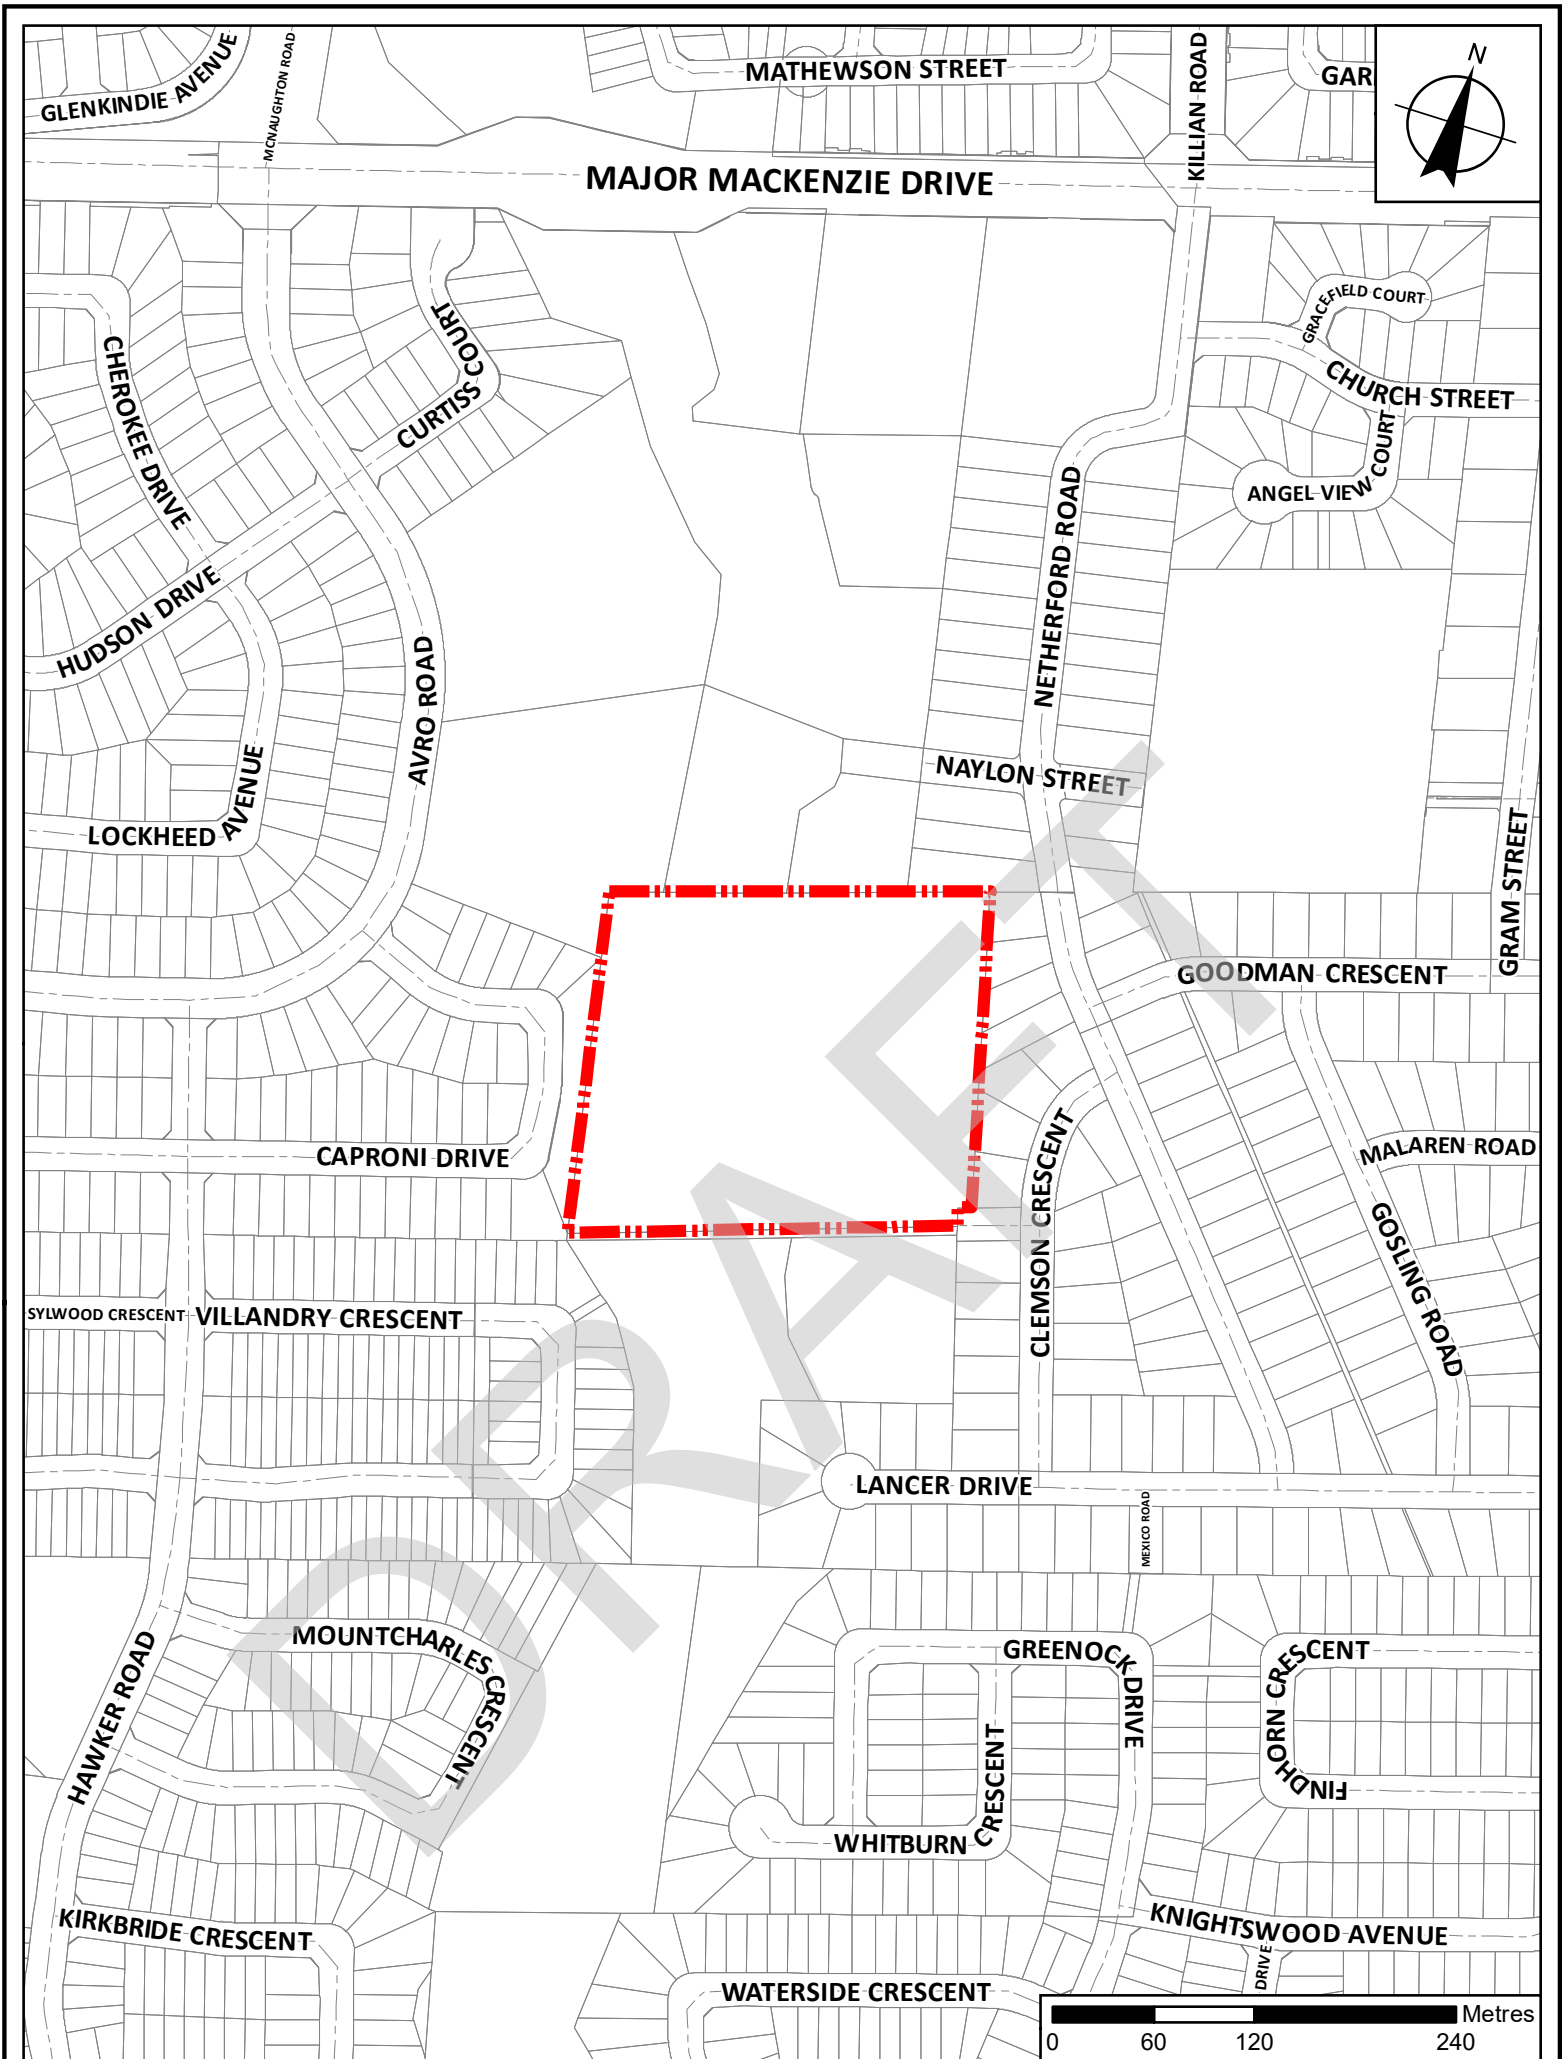 GLENKINDIE AVENUE
MCNAUGHTON ROAD
MATHEWSON STREET
KILLIAN ROAD
GAR
N
MAJOR MACKENZIE DRIVE
GRACEFIELD COURT
CHURCH STREET
ANGEL VIEW COURT
CHEROKEE DRIVE
CURTISS COURT
HUDSON DRIVE
AVRO ROAD
NETHERFORD ROAD
NAYLON STREET
LOCKHEED AVENUE
GRAM STREET
GOODMAN CRESCENT
CAPRONI DRIVE
CLEMSON CRESCENT
MALAREN ROAD
GOSLING ROAD
SYLWOOD CRESCENT
VILLANDRY CRESCENT
LANCER DRIVE
MEXICO ROAD
DRAFT
MOUNTCHARLES CRESCENT
HAWKER ROAD
GREENOCK DRIVE
FINDHORN CRESCENT
WHITBURN CRESCENT
KIRKBRIDE CRESCENT
KNIGHTSWOOD AVENUE
DRIVE
WATERSIDE CRESCENT
Metres
0 60 120 240